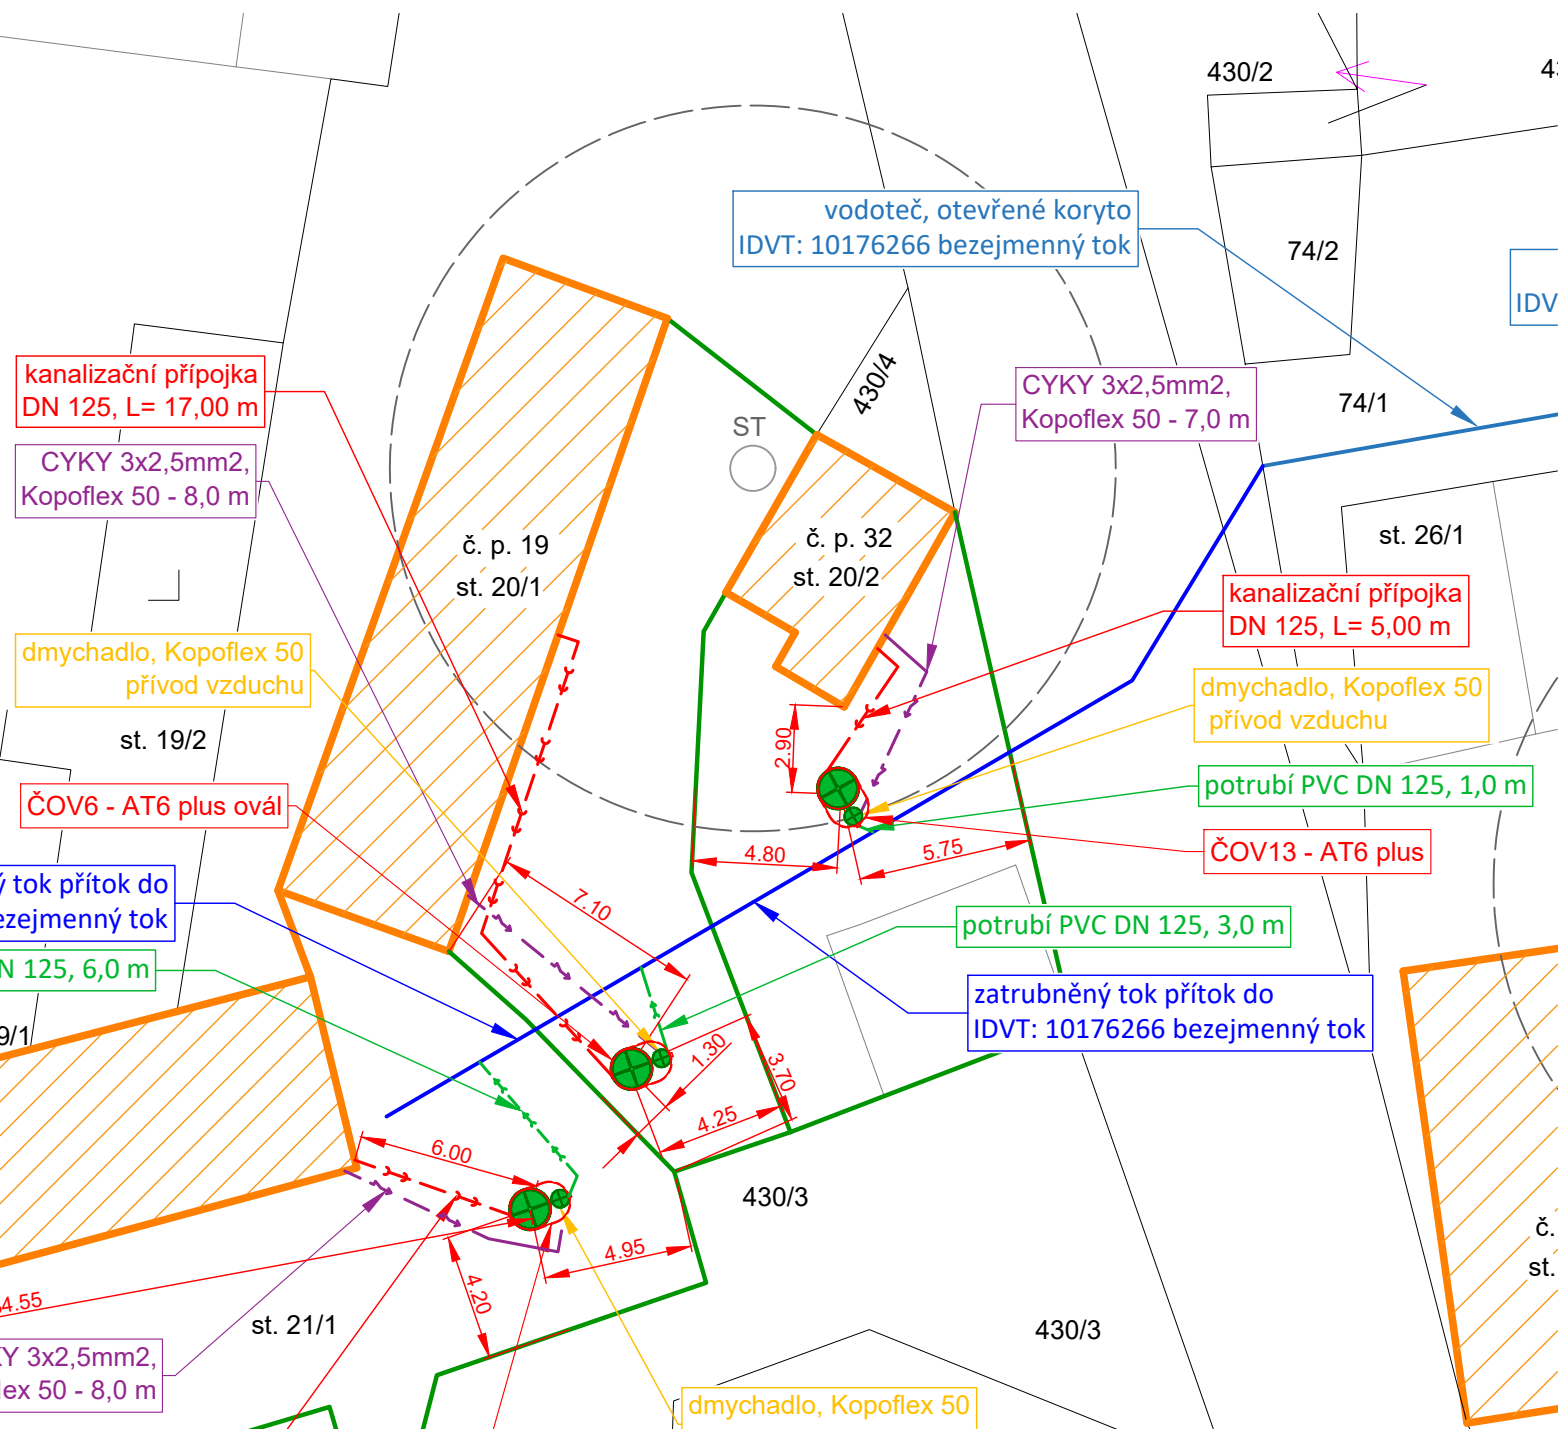 430/2
vodoteč, otevřené koryto
IDVT: 10176266 bezejmenný tok
74/2
IDV
kanalizační přípojka
DN 125, L= 17,00 m
430/4
CYKY 3x2,5mm2,
Kopoflex 50 - 7,0 m
74/1
ST
CYKY 3x2,5mm2,
Kopoflex 50 - 8,0 m
č. p. 19
st. 20/1
č. p. 32
st. 20/2
st. 26/1
kanalizační přípojka
DN 125, L= 5,00 m
dmychadlo, Kopoflex 50
přívod vzduchu
dmychadlo, Kopoflex 50
přívod vzduchu
st. 19/2
2.90
potrubí PVC DN 125, 1,0 m
ČOV6 - AT6 plus ovál
4.80
5.75
ČOV13 - AT6 plus
tok přítok do
ezejmenný tok
7.10
potrubí PVC DN 125, 3,0 m
N 125, 6,0 m
zatrubněný tok přítok do
IDVT: 10176266 bezejmenný tok
9/1
1.30
3.70
4.25
6.00
430/3
4.95
4.20
č.
st.
4.55
st. 21/1
430/3
Y 3x2,5mm2,
lex 50 - 8,0 m
dmychadlo, Kopoflex 50